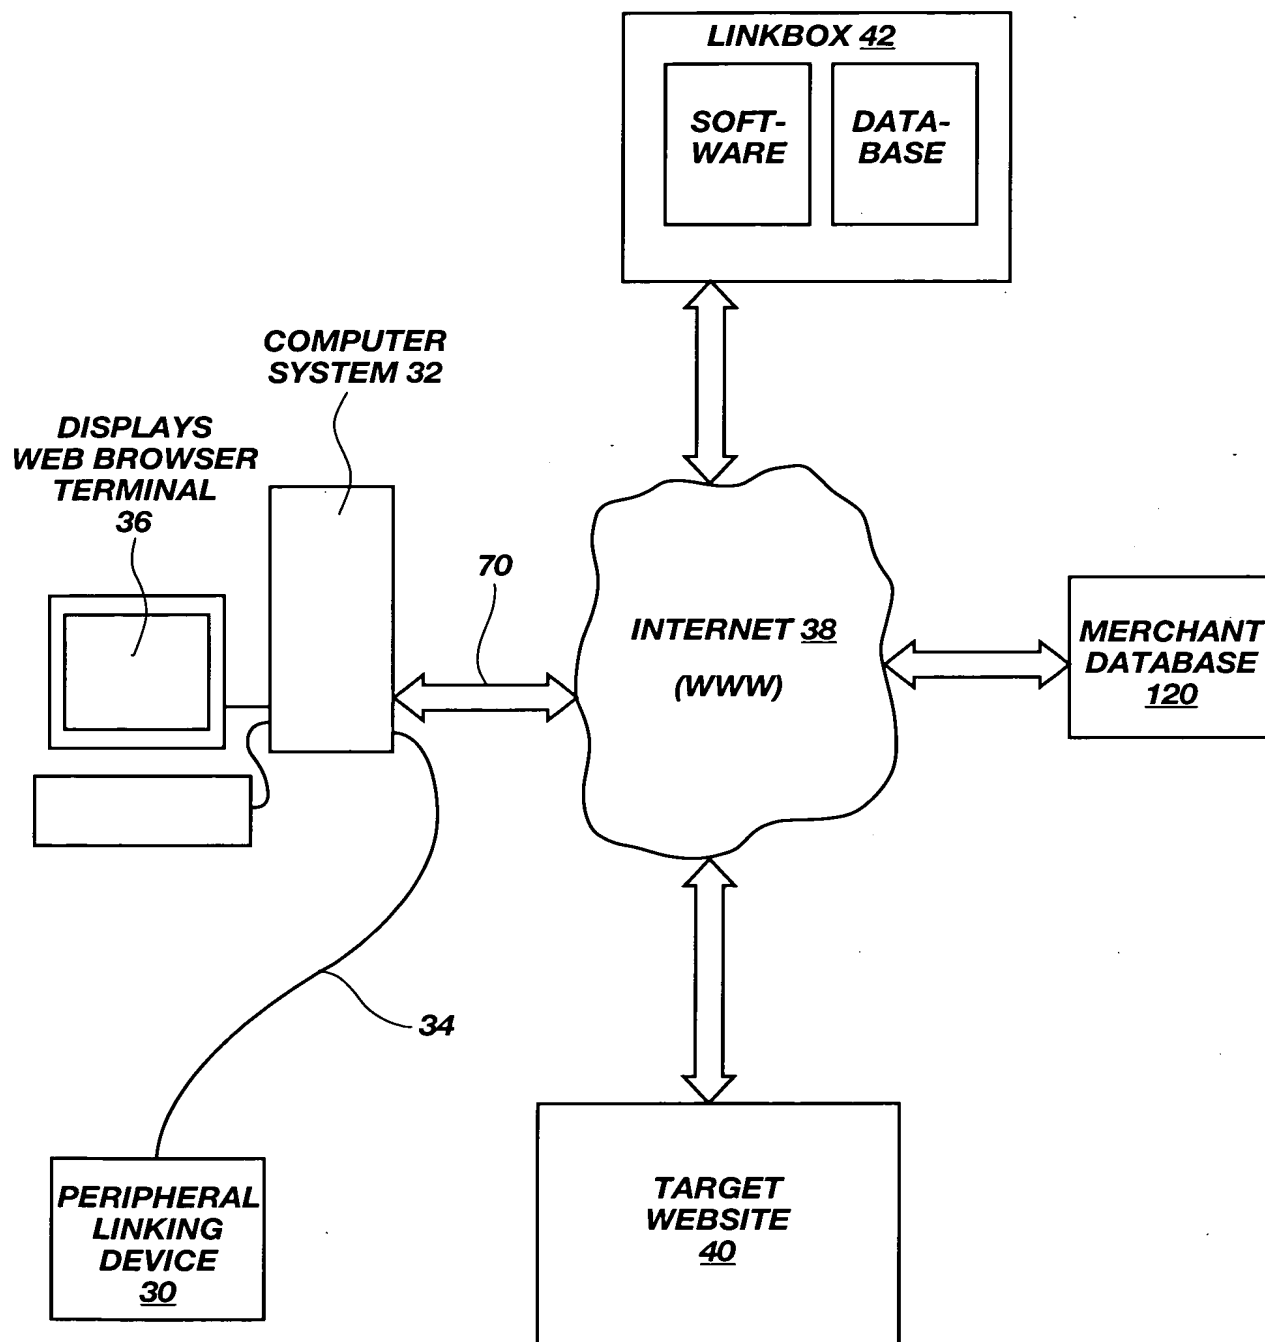 LINKBOX 42
SOFT-
WARE
DATA-
BASE
COMPUTER
SYSTEM 32
DISPLAYS
WEB BROWSER
TERMINAL
36
70
INTERNET 38
(WWW)
MERCHANT
DATABASE
120
34
PERIPHERAL
LINKING
DEVICE
30
TARGET
WEBSITE
40